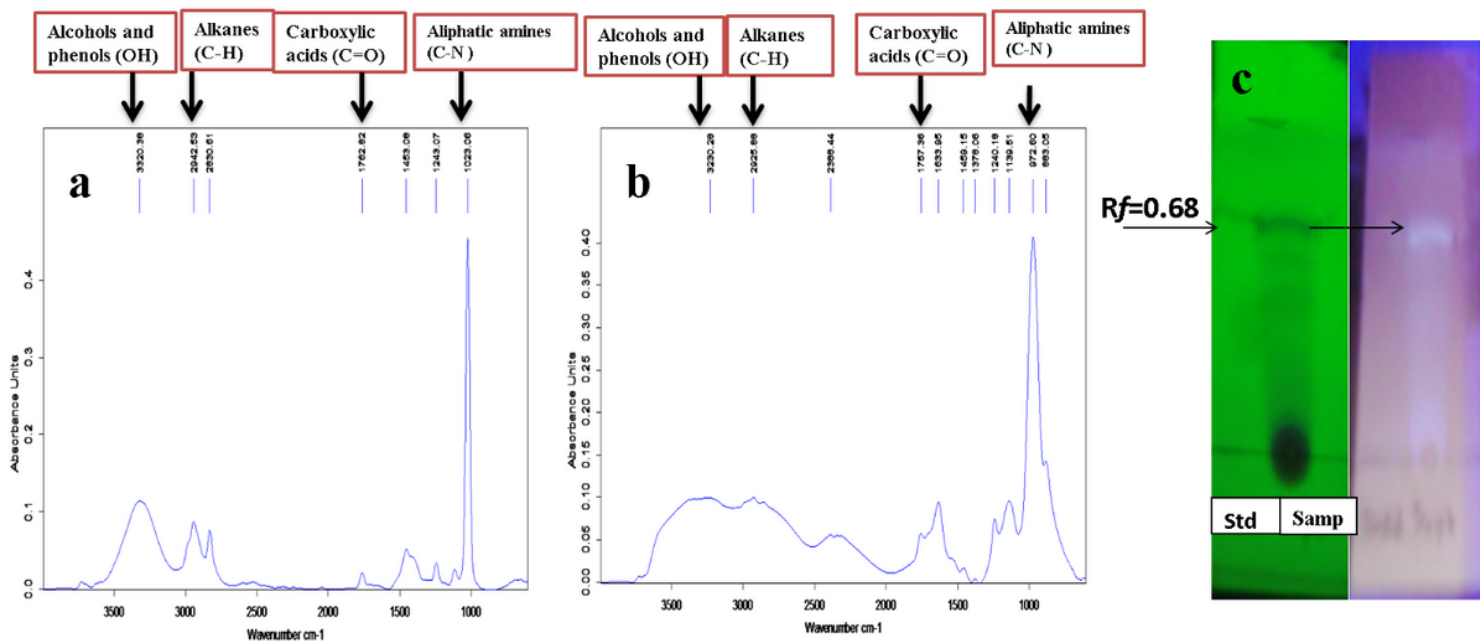 Alcohols and
phenols (OH)
Alkanes
(C-H)
Carboxylic
acids (C=O)
Aliphatic amines
(C-N )
Alcohols and
phenols (OH)
Alkanes
(C-H)
Carboxylic
acids (C=O)
Aliphatic amines
(C-N)
a
3320.36
2942.53
2830.61
1762.82
1453.08
1243.07
1023.06
Absorbance Units
0.0
0.1
0.2
0.3
0.4
3500
3000
2500
2000
1500
1000
Wavenumber cm-1
b
3230.28
2925.88
2388.44
1757.36
1633.95
1459.15
1378.06
1240.18
1139.51
972.60
883.05
Absorbance Units
0.00
0.05
0.10
0.15
0.20
0.25
0.30
0.35
0.40
3500
3000
2500
2000
1500
1000
Wavenumber cm-1
c
Rf=0.68
Std
Samp